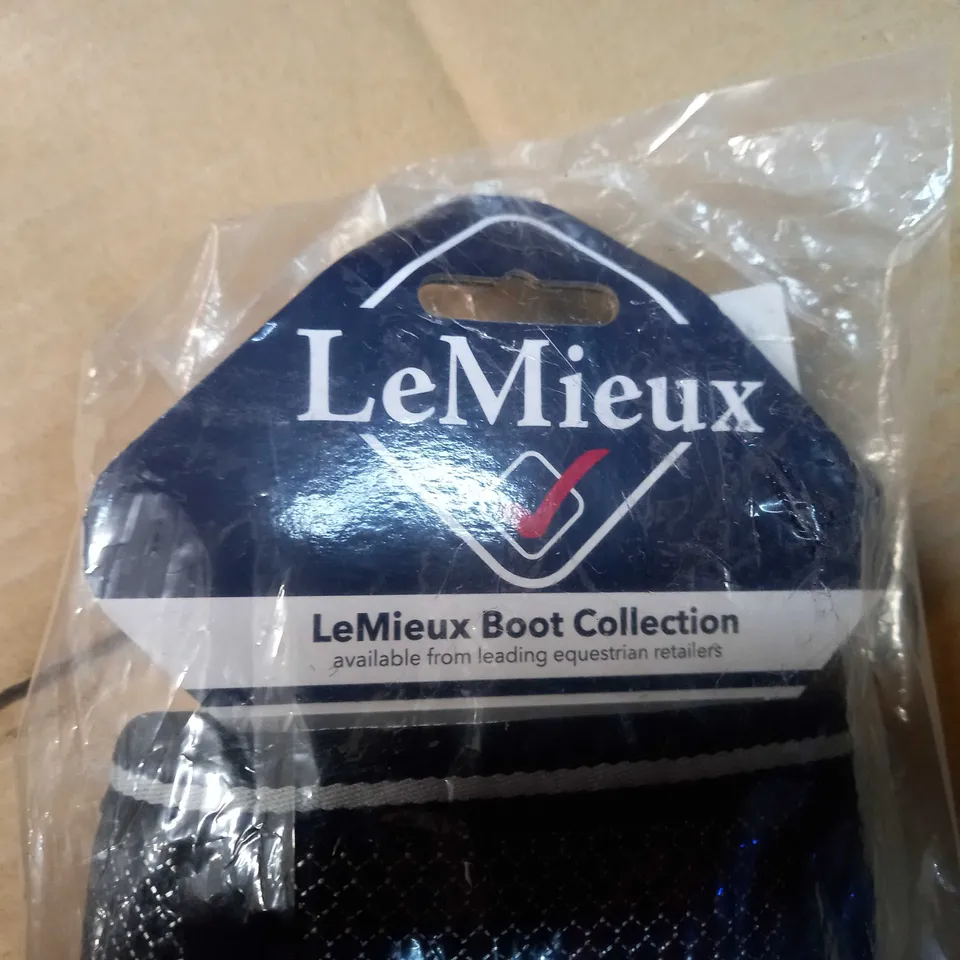 LeMieux
LeMieux Boot Collection
available from leading equestrian retailers